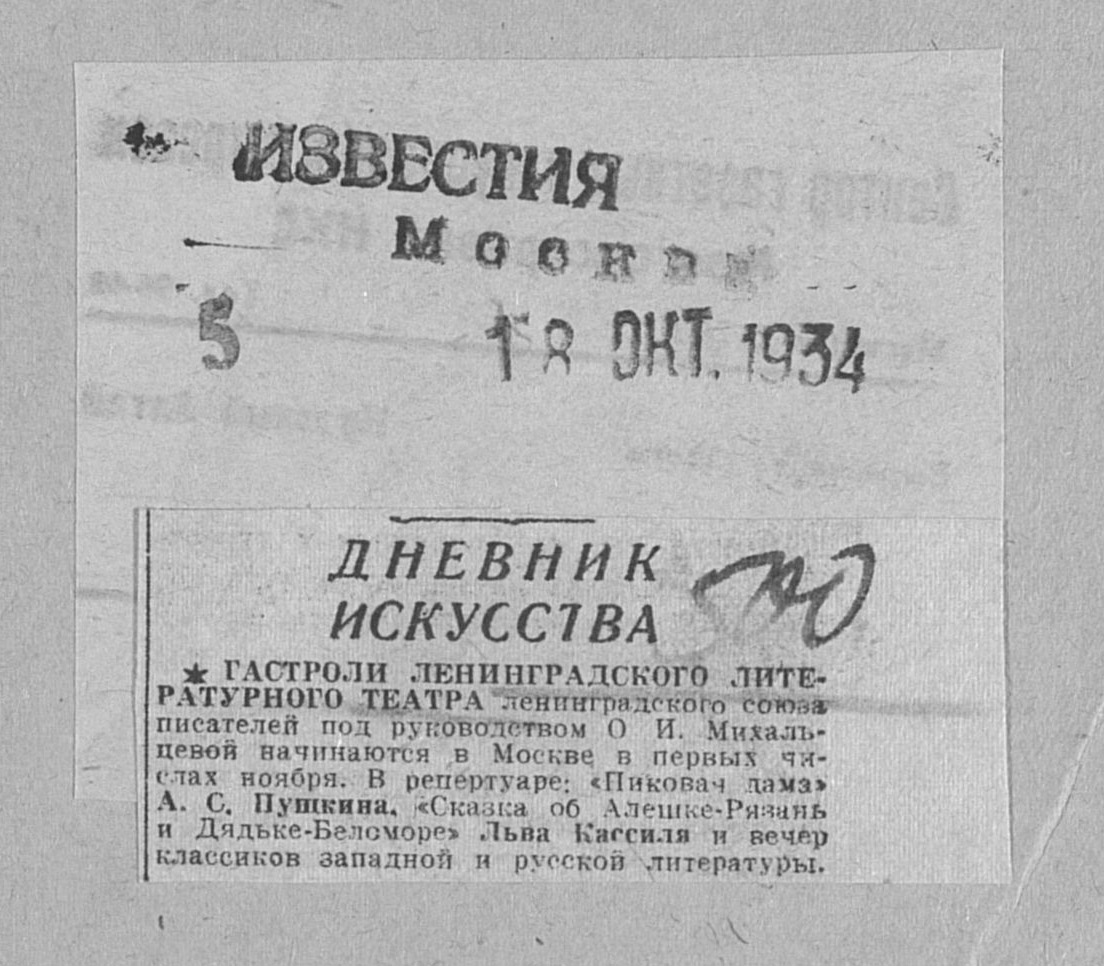 ИЗВЕСТИЯ
Москва
5 18 ОКТ. 1934
ДНЕВНИК
ИСКУССТВА
★ ГАСТРОЛИ ЛЕНИНГРАДСКОГО ЛИТЕ-
РАТУРНОГО ТЕАТРА ленинградского союза
писателей под руководством О И. Михаль-
цевой начинаются в Москве в первых чи-
слах ноября. В репертуаре: «Пиковая дама»
А. С. Пушкина. «Сказка об Алешке-Рязань
и Дядьке-Беломоре» Льва Кассиля и вечер
классиков западной и русской литературы.